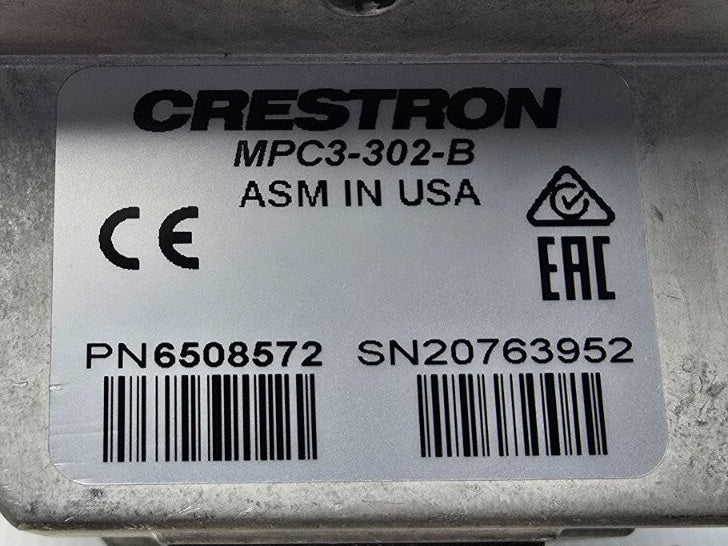 CRESTRON
MPC3-302-B
ASM IN USA
CE
EAC
PN6508572
SN20763952